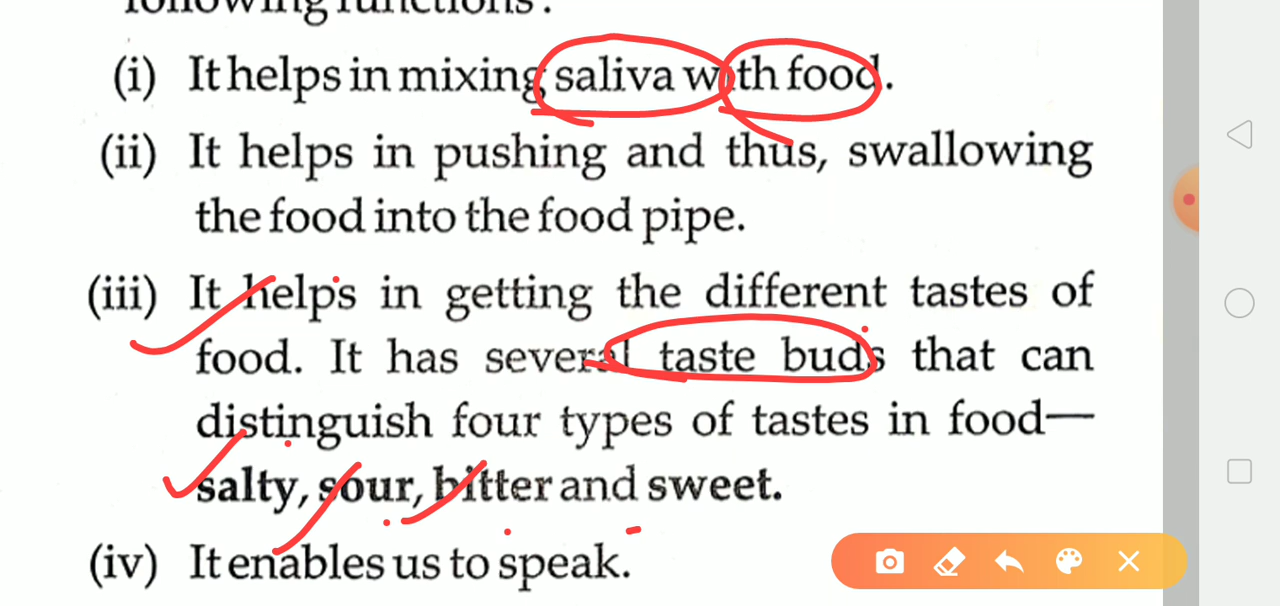 following functions:
(i) It helps in mixing saliva with food.
(ii) It helps in pushing and thus, swallowing
the food into the food pipe.
(iii) It helps in getting the different tastes of
food. It has several taste buds that can
distinguish four types of tastes in food—
salty, sour, bitter and sweet.
(iv) It enables us to speak.